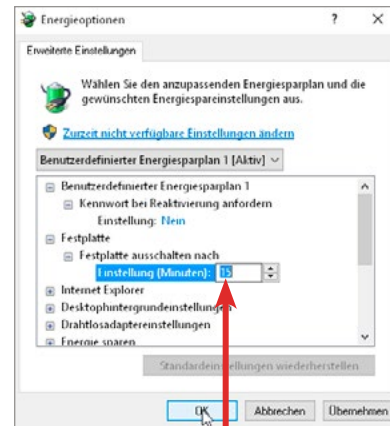 Energieoptionen ? ×
Erweiterte Einstellungen
Wählen Sie den anzupassenden Energiesparplan und die
gewünschten Energiespareinstellungen aus.
Zurzeit nicht verfügbare Einstellungen ändern
Benutzerdefinierter Energiesparplan 1 [Aktiv]
Benutzerdefinierter Energiesparplan 1
Kennwort bei Reaktivierung anfordern
Einstellung: Nein
Festplatte
Festplatte ausschalten nach
Einstellung (Minuten): 15
Internet Explorer
Desktophintergrundeinstellungen
Drahtlosadaptereinstellungen
Energie sparen
Standardeinstellungen wiederherstellen
OK Abbrechen Übernehmen